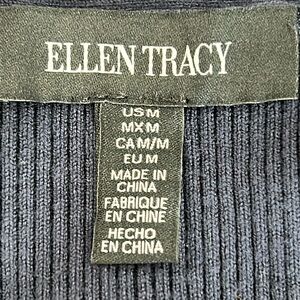 ELLEN TRACY
US M
MX M
CA M/M
EU M
MADE IN
CHINA
FABRIQUE
EN CHINE
HECHO
EN CHINA